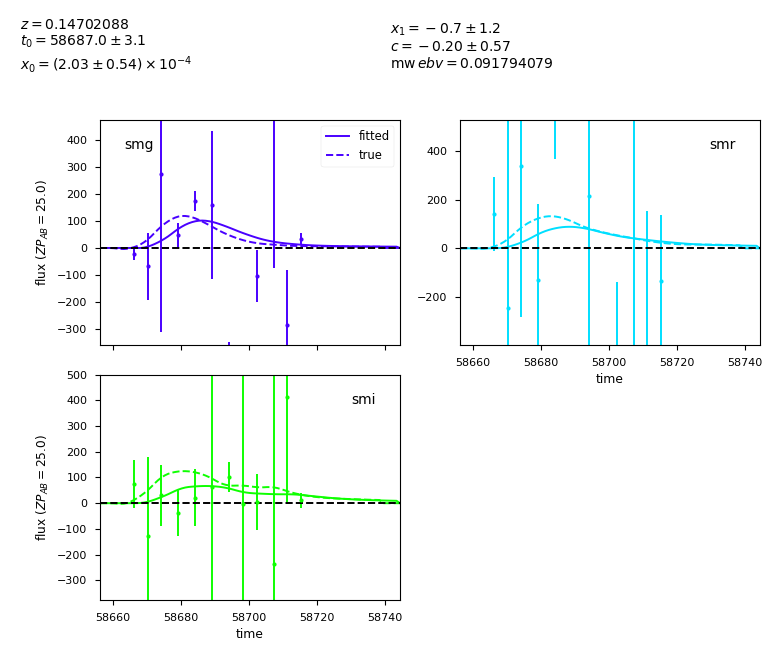 z = 0.14702088
t₀ = 58687.0 ± 3.1
x₀ = (2.03 ± 0.54) × 10⁻⁴
x₁ = −0.7 ± 1.2
c = −0.20 ± 0.57
mw ebv = 0.091794079
smg
fitted
true
flux (ZP_AB = 25.0)
400
300
200
100
0
−100
−200
−300
smr
400
200
0
−200
58660 58680 58700 58720 58740
time
smi
flux (ZP_AB = 25.0)
500
400
300
200
100
0
−100
−200
−300
58660 58680 58700 58720 58740
time